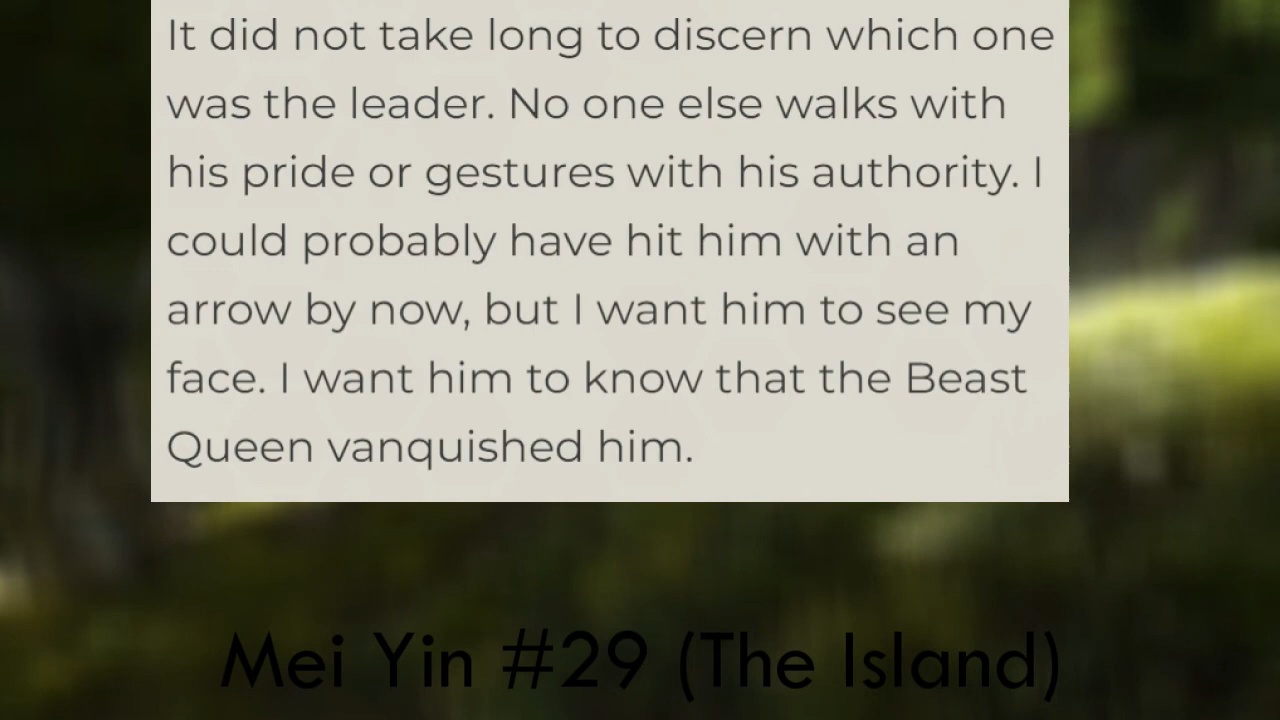 It did not take long to discern which one
was the leader. No one else walks with
his pride or gestures with his authority. I
could probably have hit him with an
arrow by now, but I want him to see my
face. I want him to know that the Beast
Queen vanquished him.
Mei Yin #29 (The Island)